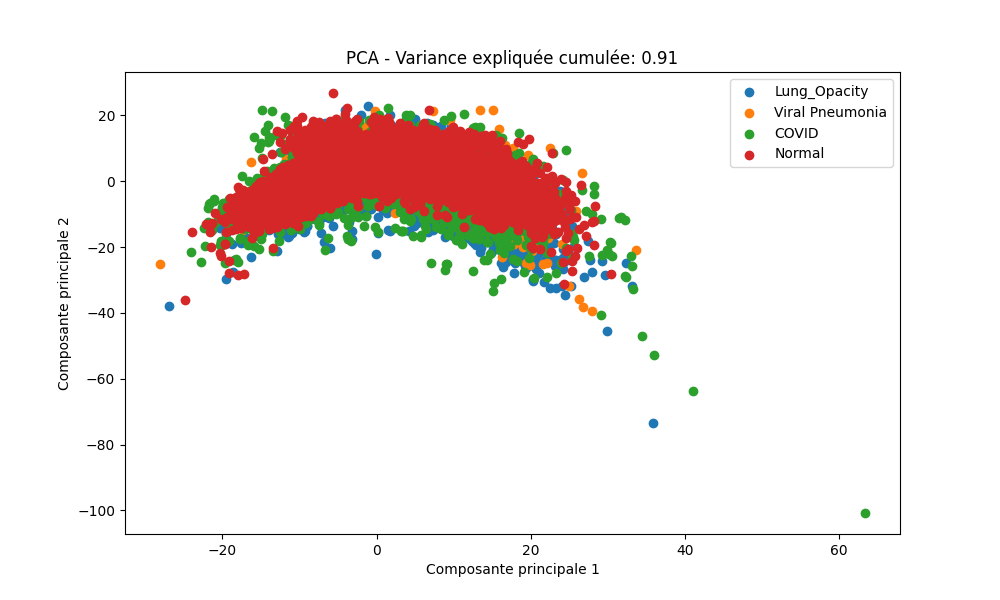 PCA - Variance expliquée cumulée: 0.91
Lung_Opacity
Viral Pneumonia
COVID
Normal
20
0
−20
−40
−60
−80
−100
Composante principale 2
−20
0
20
40
60
Composante principale 1